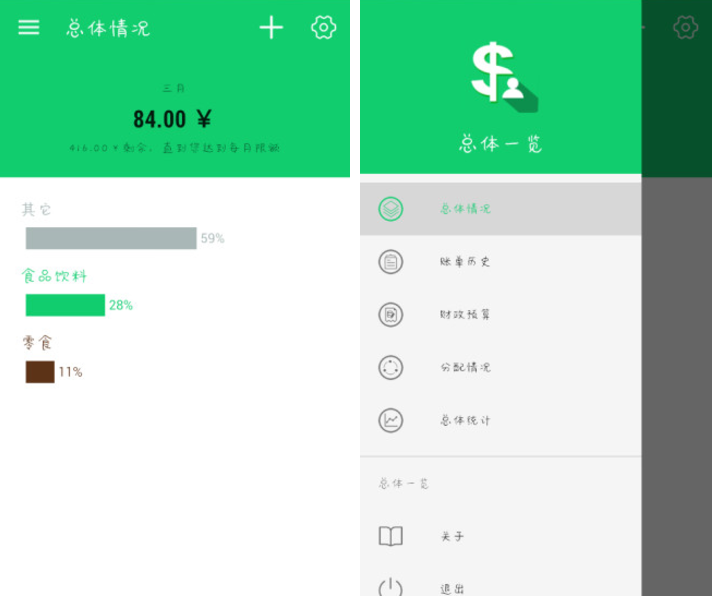 总体情况
三月
84.00 ¥
416.00 ¥ 剩余，直到您达到每月限额
其它
59%
食品饮料
28%
零食
11%
总体一览
总体情况
账单历史
财政预算
分配情况
总体统计
总体一览
关于
退出